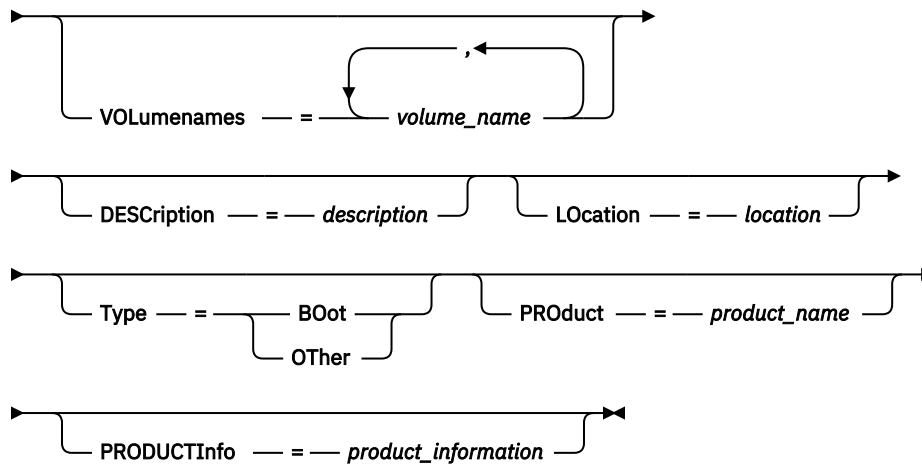 ,
VOLumenames = volume_name
DESCription = description LOcation = location
Type = BOot PROduct = product_name
OTher
PRODUCTInfo = product_information